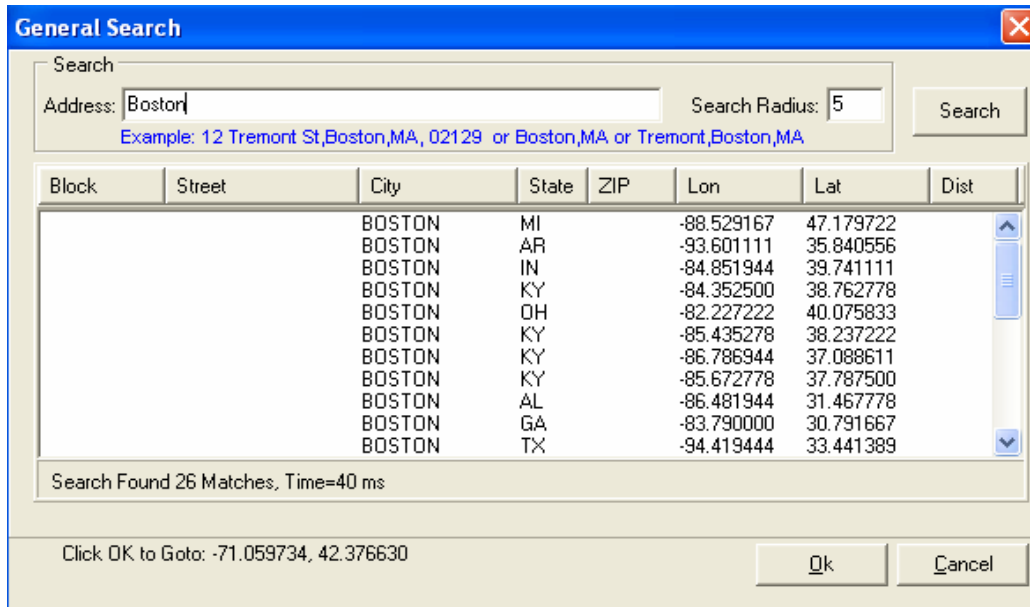 General Search
Search
Address: Boston Search Radius: 5 Search
Example: 12 Tremont St,Boston,MA, 02129 or Boston,MA or Tremont,Boston,MA
Block Street City State ZIP Lon Lat Dist
BOSTON MI -88.529167 47.179722
BOSTON AR -93.601111 35.840556
BOSTON IN -84.851944 39.741111
BOSTON KY -84.352500 38.762778
BOSTON OH -82.227222 40.075833
BOSTON KY -85.435278 38.237222
BOSTON KY -86.786944 37.088611
BOSTON KY -85.672778 37.787500
BOSTON AL -86.481944 31.467778
BOSTON GA -83.790000 30.791667
BOSTON TX -94.419444 33.441389
Search Found 26 Matches, Time=40 ms
Click OK to Goto: -71.059734, 42.376630
Ok Cancel